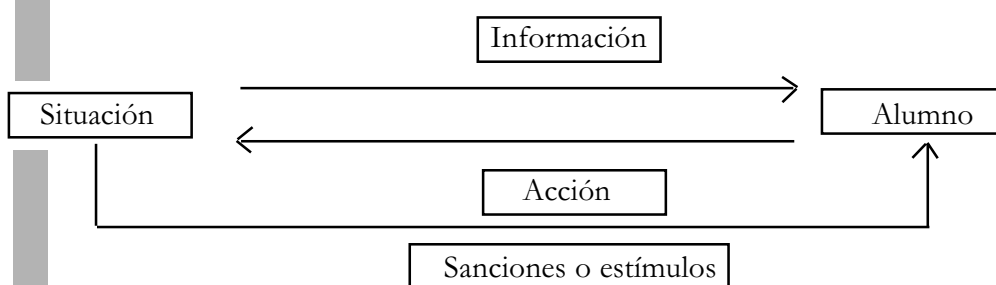 Información
Situación
Alumno
Acción
Sanciones o estímulos